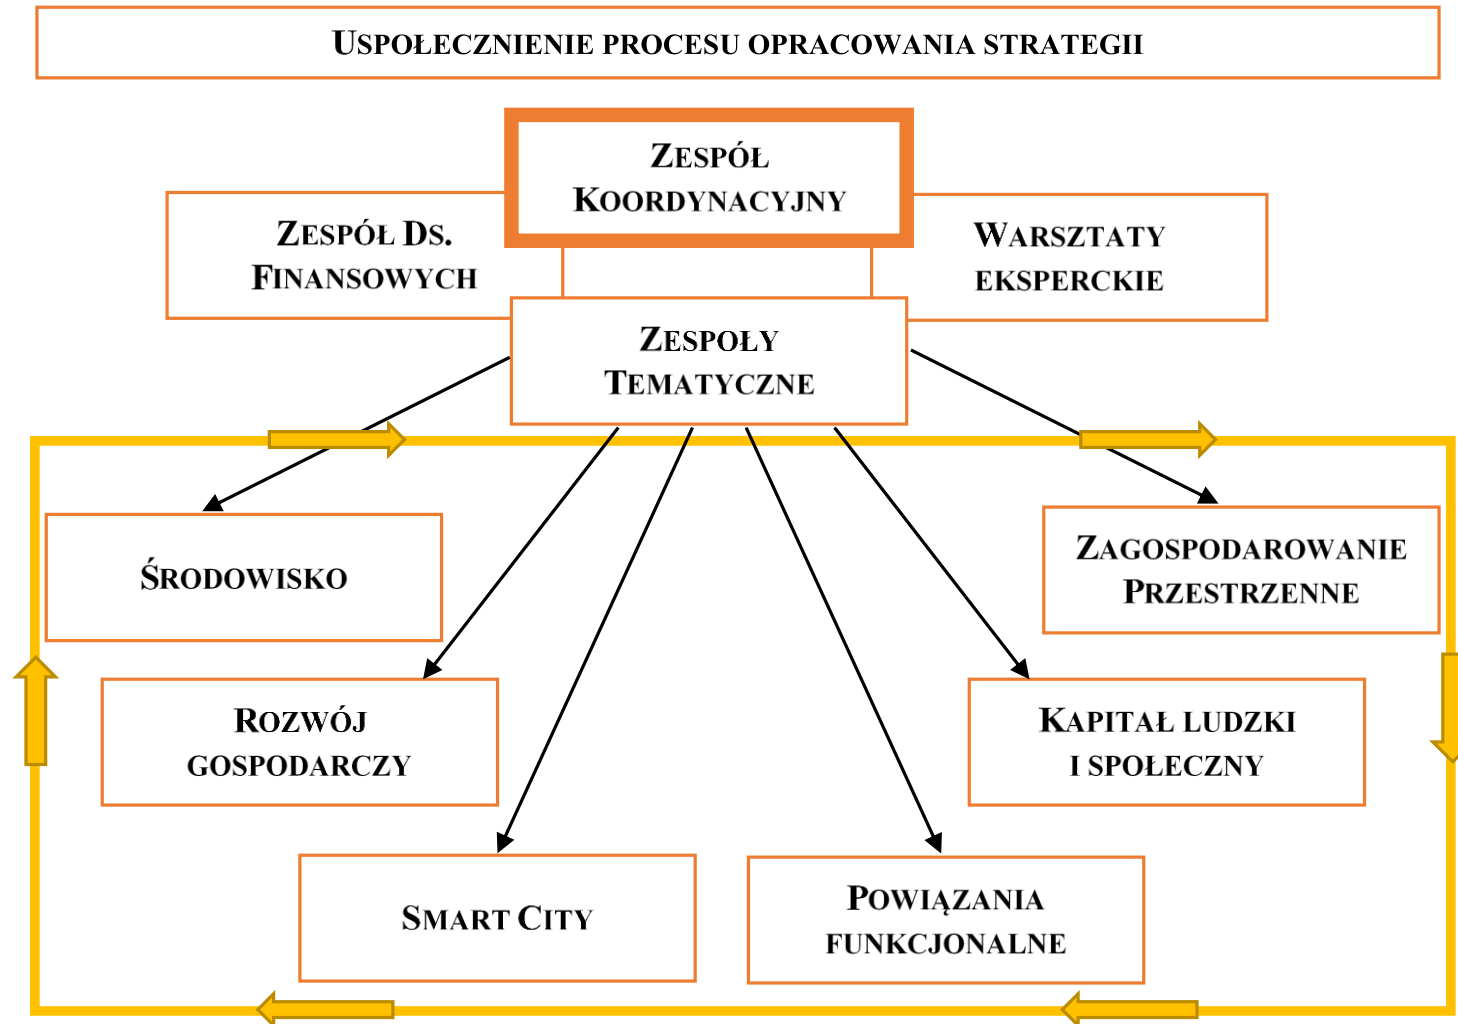 USPOŁECZNIENIE PROCESU OPRACOWANIA STRATEGII
ZESPÓŁ
KOORDYNACYJNY
ZESPÓŁ DS.
FINANSOWYCH
WARSZTATY
EKSPERCKIE
ZESPOŁY
TEMATYCZNE
ŚRODOWISKO
ZAGOSPODAROWANIE
PRZESTRZENNE
ROZWÓJ
GOSPODARCZY
KAPITAŁ LUDZKI
I SPOŁECZNY
SMART CITY
POWIĄZANIA
FUNKCJONALNE